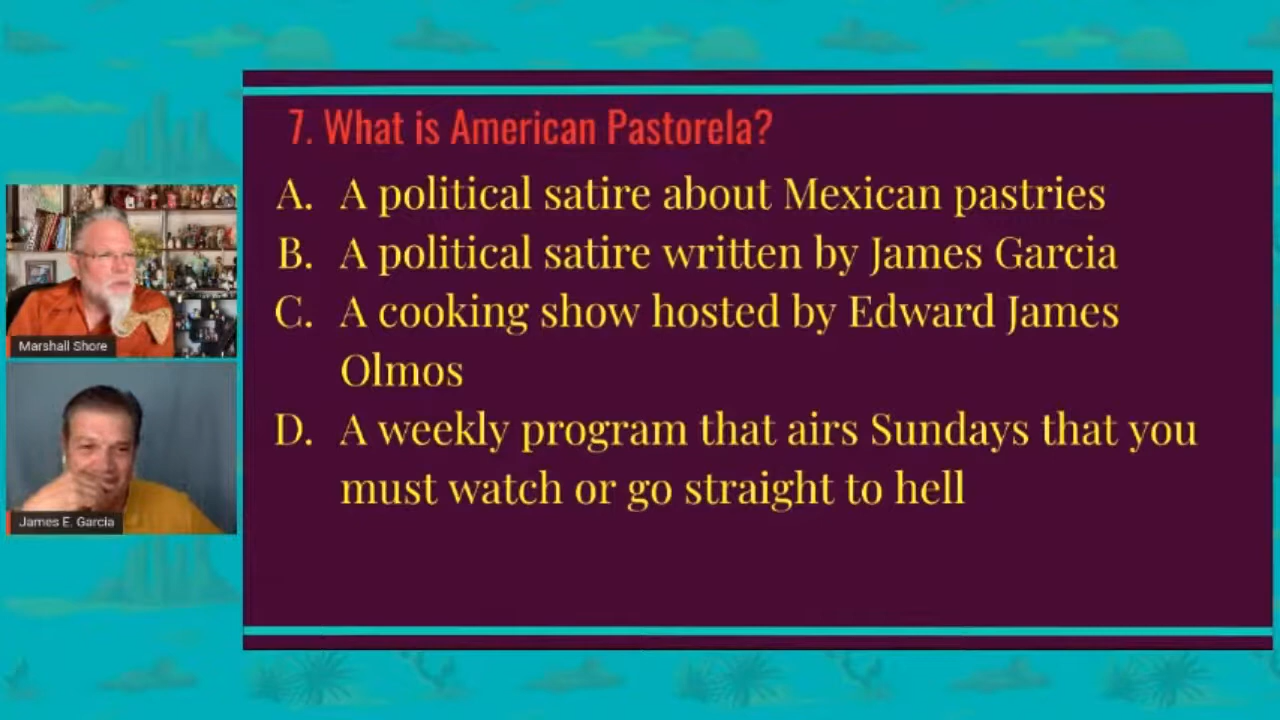 7. What is American Pastorela?
A. A political satire about Mexican pastries
B. A political satire written by James Garcia
C. A cooking show hosted by Edward James
Olmos
D. A weekly program that airs Sundays that you
must watch or go straight to hell
Marshall Shore
James E. Garcia